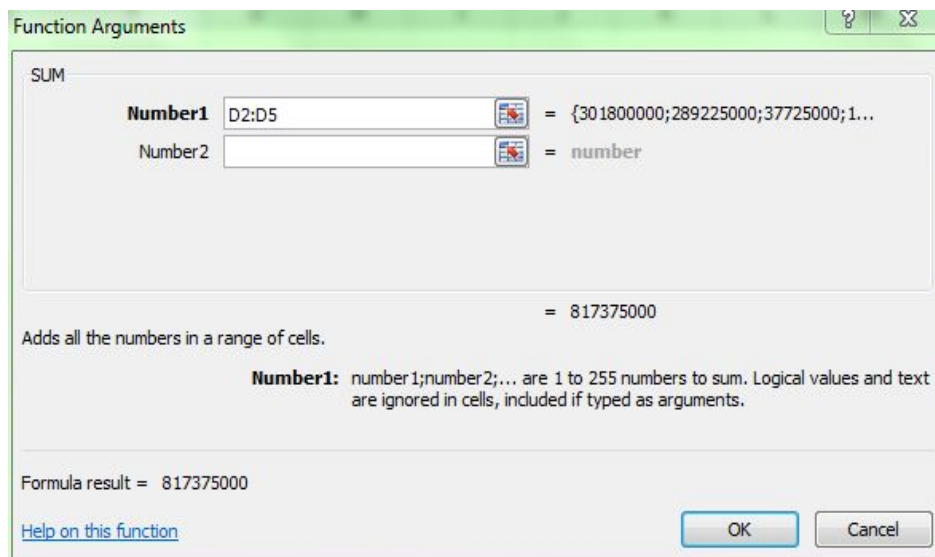 Function Arguments
SUM
Number1 D2:D5 = {301800000;289225000;37725000;1...
Number2 = number
= 817375000
Adds all the numbers in a range of cells.
Number1: number1;number2;... are 1 to 255 numbers to sum. Logical values and text
are ignored in cells, included if typed as arguments.
Formula result = 817375000
Help on this function OK Cancel